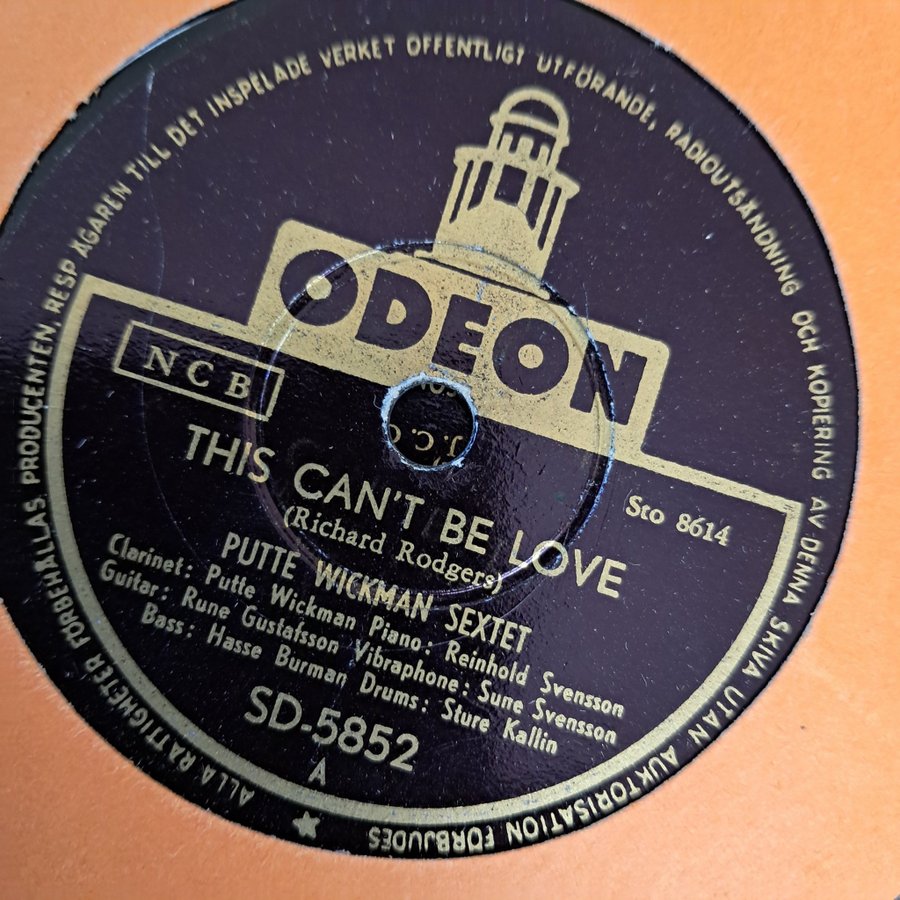 ALLA RÄTTIGHETER FÖRBEHÅLLAS PRODUCENTEN, RESP ÄGAREN TILL DET INSPELADE VERKET OFFENTLIGT UTFÖRANDE, RADIOUTSÄNDNING OCH KOPIERING AV DENNA SKIVA UTAN AUKTORISATION FÖRBJUDES
ODEON
NCB
J. C.
Sto 8614
THIS CAN'T BE LOVE
(Richard Rodgers)
PUTTE WICKMAN SEXTET
Clarinet: Putte Wickman Piano: Reinhold Svensson
Guitar: Rune Gustafsson Vibraphone: Sune Svensson
Bass: Hasse Burman Drums: Sture Kallin
SD-5852
A